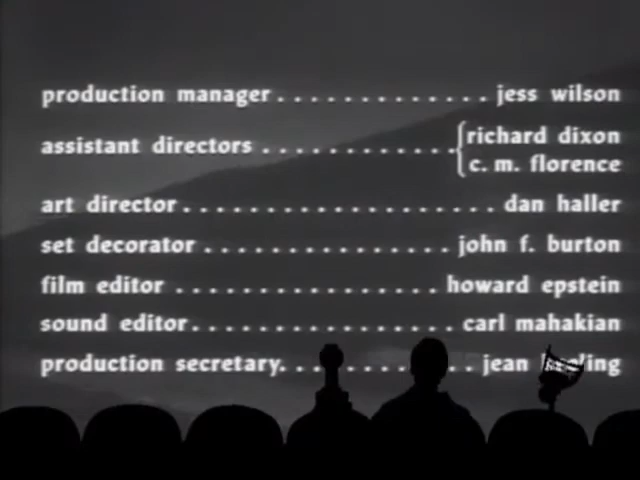 production manager . . . . . . . . . . . . . jess wilson
assistant directors . . . . . . . . . . . . { richard dixon
c. m. florence
art director . . . . . . . . . . . . . . . . . . . . dan haller
set decorator . . . . . . . . . . . . . . . . john f. burton
film editor . . . . . . . . . . . . . . . . . howard epstein
sound editor . . . . . . . . . . . . . . . . . carl mahakian
production secretary. . . . . . . . . . . jean